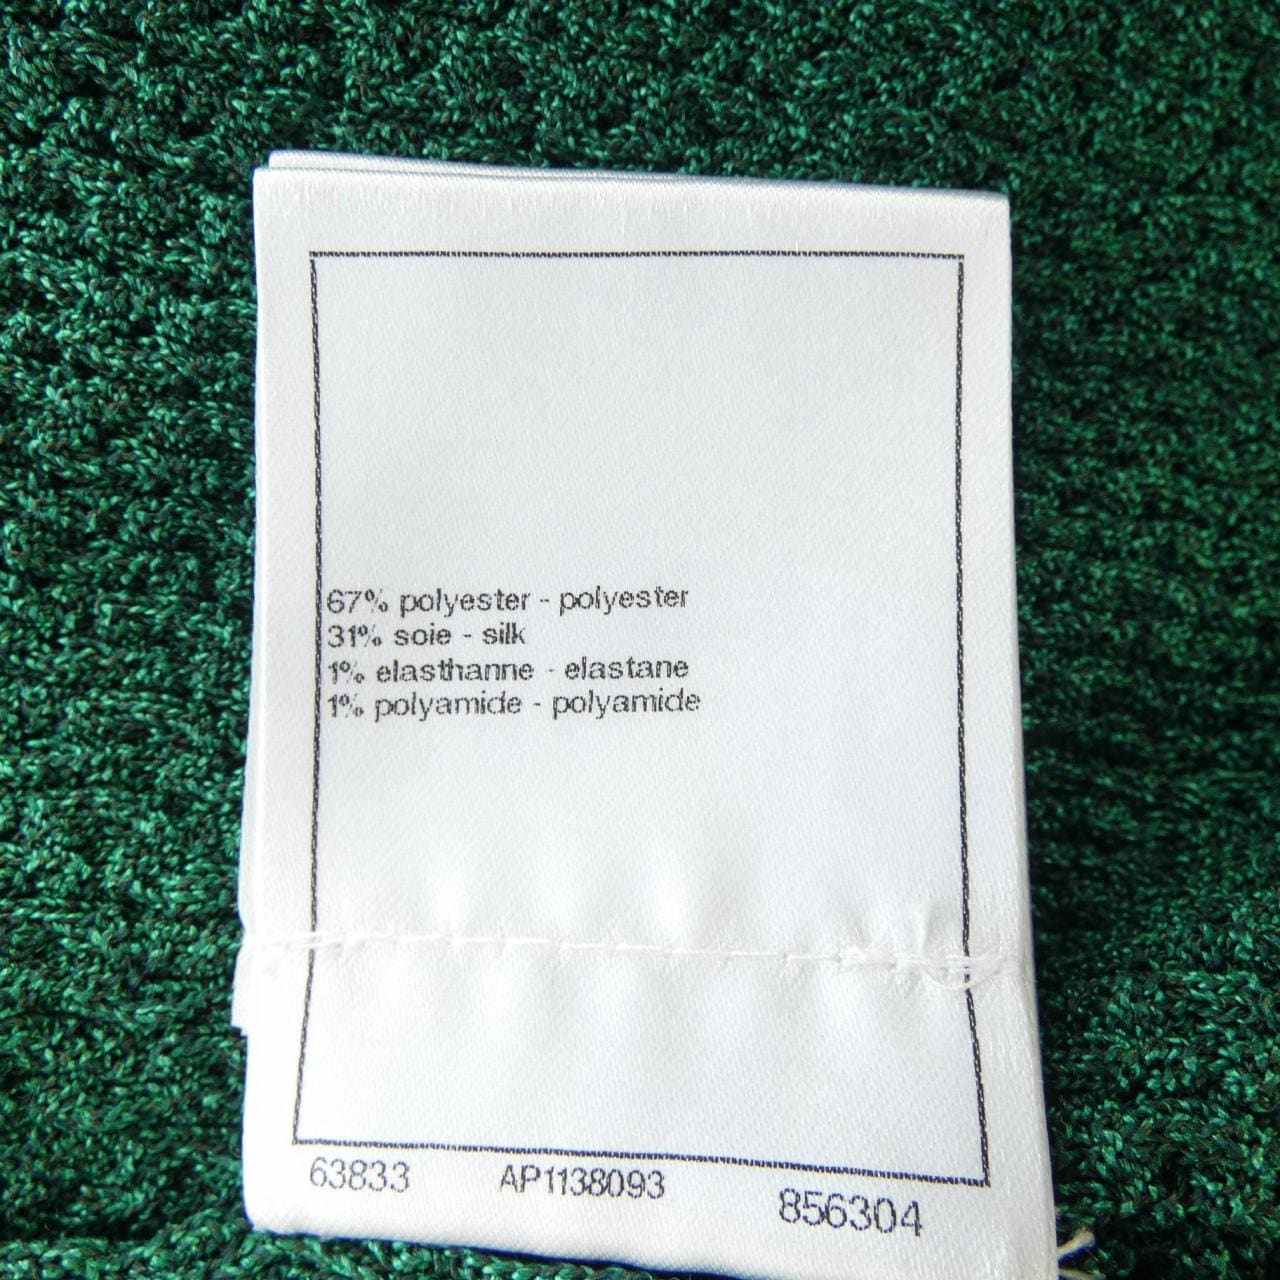 67% polyester - polyester
31% soie - silk
1% elasthanne - elastane
1% polyamide - polyamide
63833 AP1138093 856304